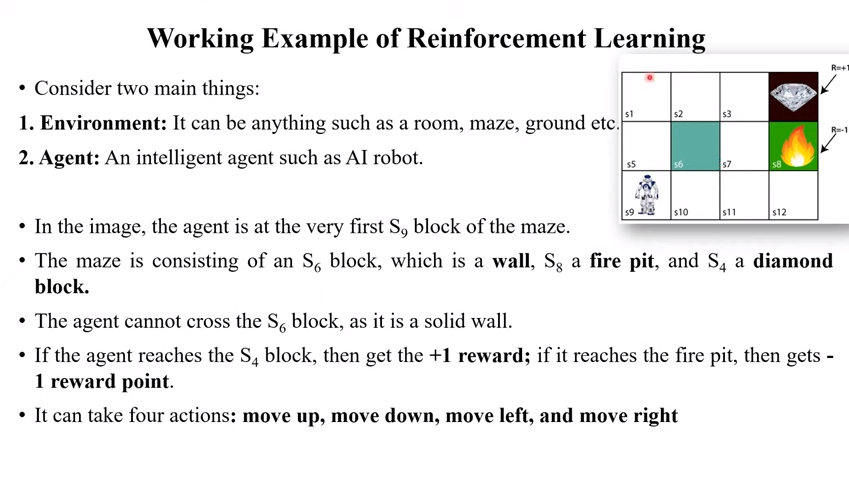 Working Example of Reinforcement Learning
• Consider two main things:
1. Environment: It can be anything such as a room, maze, ground etc.
2. Agent: An intelligent agent such as AI robot.
• In the image, the agent is at the very first S9 block of the maze.
• The maze is consisting of an S6 block, which is a wall, S8 a fire pit, and S4 a diamond
block.
• The agent cannot cross the S6 block, as it is a solid wall.
• If the agent reaches the S4 block, then get the +1 reward; if it reaches the fire pit, then gets -
1 reward point.
• It can take four actions: move up, move down, move left, and move right
R=+1
s1 s2 s3
R=-1
s5 s6 s7 s8
s9 s10 s11 s12